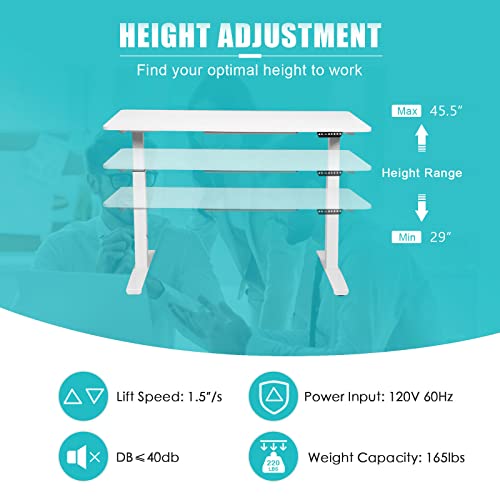 HEIGHT ADJUSTMENT
Find your optimal height to work
Max 45.5”
Height Range
Min 29”
Lift Speed: 1.5”/s
Power Input: 120V 60Hz
DB≤40db
220
LBS
Weight Capacity: 165lbs